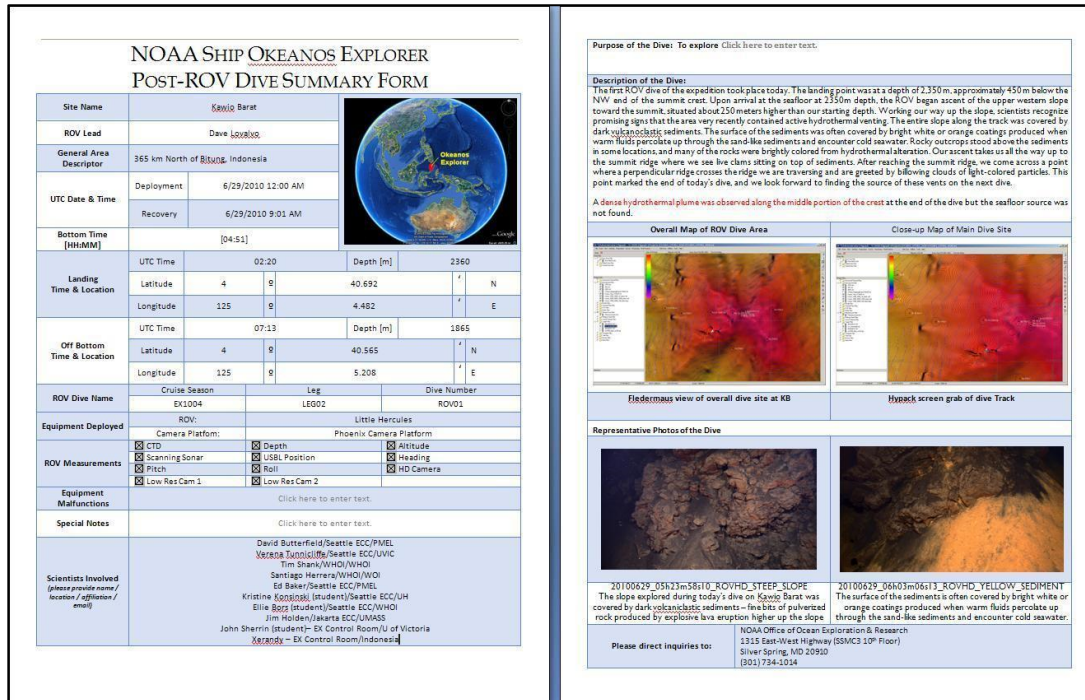 NOAA SHIP OKEANOS EXPLORER
POST-ROV DIVE SUMMARY FORM
Site Name Kawio Barat
ROV Lead Dave Lovalvo,
General Area Descriptor 365 km North of Bitung, Indonesia
UTC Date & Time Deployment 6/29/2010 12:00 AM
Recovery 6/29/2010 9:01 AM
Bottom Time [HH:MM] [04:51]
Okeanos Explorer
Google
Landing Time & Location UTC Time 02:20 Depth [m] 2360
Latitude 4 º 40.692 ‘ N
Longitude 125 º 4.482 ‘ E
Off Bottom Time & Location UTC Time 07:13 Depth [m] 1865
Latitude 4 º 40.565 ‘ N
Longitude 125 º 5.208 ‘ E
ROV Dive Name Cruise Season Leg Dive Number
EX1004 LEG02 ROV01
Equipment Deployed ROV: Little Hercules
Camera Platfom: Phoenix Camera Platform
ROV Measurements ☒ CTD ☒ Depth ☒ Altitude
☒ Scanning Sonar ☒ USBL Position ☒ Heading
☒ Pitch ☒ Roll ☒ HD Camera
☒ Low Res Cam 1 ☒ Low Res Cam 2
Equipment Malfunctions Click here to enter text.
Special Notes Click here to enter text.
Scientists Involved
(please provide name / location / affiliation / email)
David Butterfield/Seattle ECC/PMEL
Verena Tunnicliffe/Seattle ECC/UVIC
Tim Shank/WHOI/WHOI
Santiago Herrera/WHOI/WOI
Ed Baker/Seattle ECC/PMEL
Kristine Konsinski (student)/Seattle ECC/UH
Ellie Bors (student)/Seattle ECC/WHOI
Jim Holden/Jakarta ECC/UMASS
John Sherrin (student)– EX Control Room/U of Victoria
Xerandy – EX Control Room/Indonesia
Purpose of the Dive: To explore Click here to enter text.
Description of the Dive:
The first ROV dive of the expedition took place today. The landing point was at a depth of 2,350m, approximately 450m below the
NW end of the summit crest. Upon arrival at the seafloor at 2350m depth, the ROV began ascent of the upper western slope
toward the summit, situated about 250 meters higher than our starting depth. Working our way up the slope, scientists recognize
promising signs that the area very recently contained active hydrothermal venting. The entire slope along the track was covered by
dark vulcanoclastic sediments. The surface of the sediments was often covered by bright white or orange coatings produced when
warm fluids percolate up through the sand-like sediments and encounter cold seawater. Rocky outcrops stood above the sediments
in some locations, and many of the rocks were brightly colored from hydrothermal alteration. Our ascent takes us all the way up to
the summit ridge where we see live clams sitting on top of sediments. After reaching the summit ridge, we come across a point
where a perpendicular ridge crosses the ridge we are traversing and are greeted by billowing clouds of light-colored particles. This
point marked the end of today's dive, and we look forward to finding the source of these vents on the next dive.
A dense hydrothermal plume was observed along the middle portion of the crest at the end of the dive but the seafloor source was
not found.
Overall Map of ROV Dive Area Close-up Map of Main Dive Site
Fledermaus view of overall dive site at KB Hypack screen grab of dive Track
Representative Photos of the Dive
20100629_05h23m58s10_ROVHD_STEEP_SLOPE
The slope explored during today's dive on Kawio Barat was
covered by dark volcaniclastic sediments – fine bits of pulverized
rock produced by explosive lava eruption higher up the slope
20100629_06h03m06s13_ROVHD_YELLOW_SEDIMENT
The surface of the sediments is often covered by bright white or
orange coatings produced when warm fluids percolate up
through the sand-like sediments and encounter cold seawater.
Please direct inquiries to:
NOAA Office of Ocean Exploration & Research
1315 East-West Highway (SSMC3 10th Floor)
Silver Spring, MD 20910
(301) 734-1014